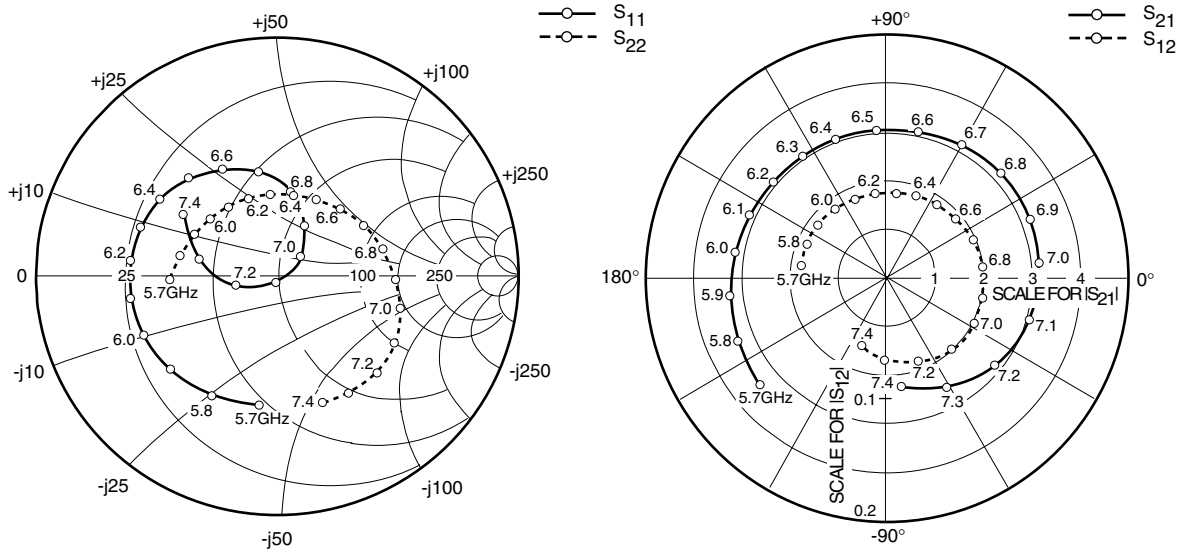 S11
S22
+j50
+j25
+j100
+j10
+j250
0
25
100
250
-j10
-j250
-j25
-j100
-j50
6.6
6.8
6.4
7.4
6.2
6.4
6.6
6.0
6.2
7.0
6.8
7.2
5.7GHz
7.0
6.0
7.2
5.8
5.7GHz
7.4
S21
S12
+90°
180°
0°
-90°
6.5
6.6
6.4
6.7
6.3
6.8
6.2
6.2
6.4
6.0
6.6
6.1
6.9
5.8
6.0
6.8
7.0
5.7GHz
1
2
3
4
SCALE FOR |S21|
5.9
7.0
7.1
5.8
7.4
7.2
7.2
7.4
5.7GHz
0.1
7.3
SCALE FOR |S12|
0.2